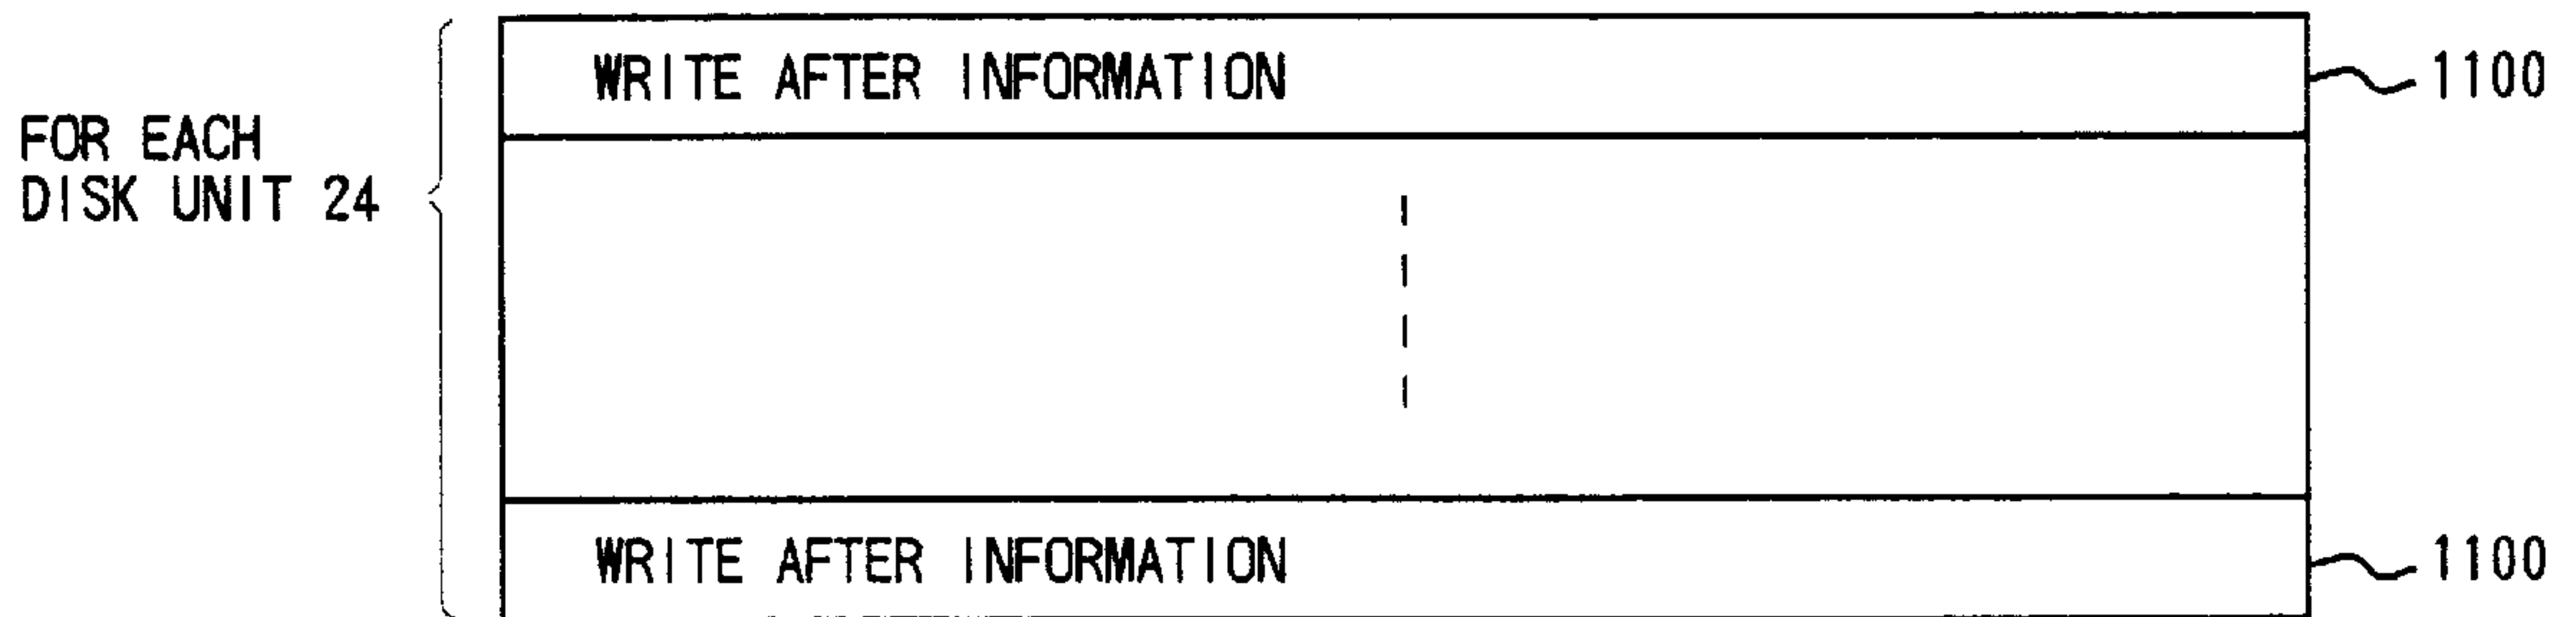 WRITE AFTER INFORMATION
1100
FOR EACH
DISK UNIT 24
WRITE AFTER INFORMATION
1100